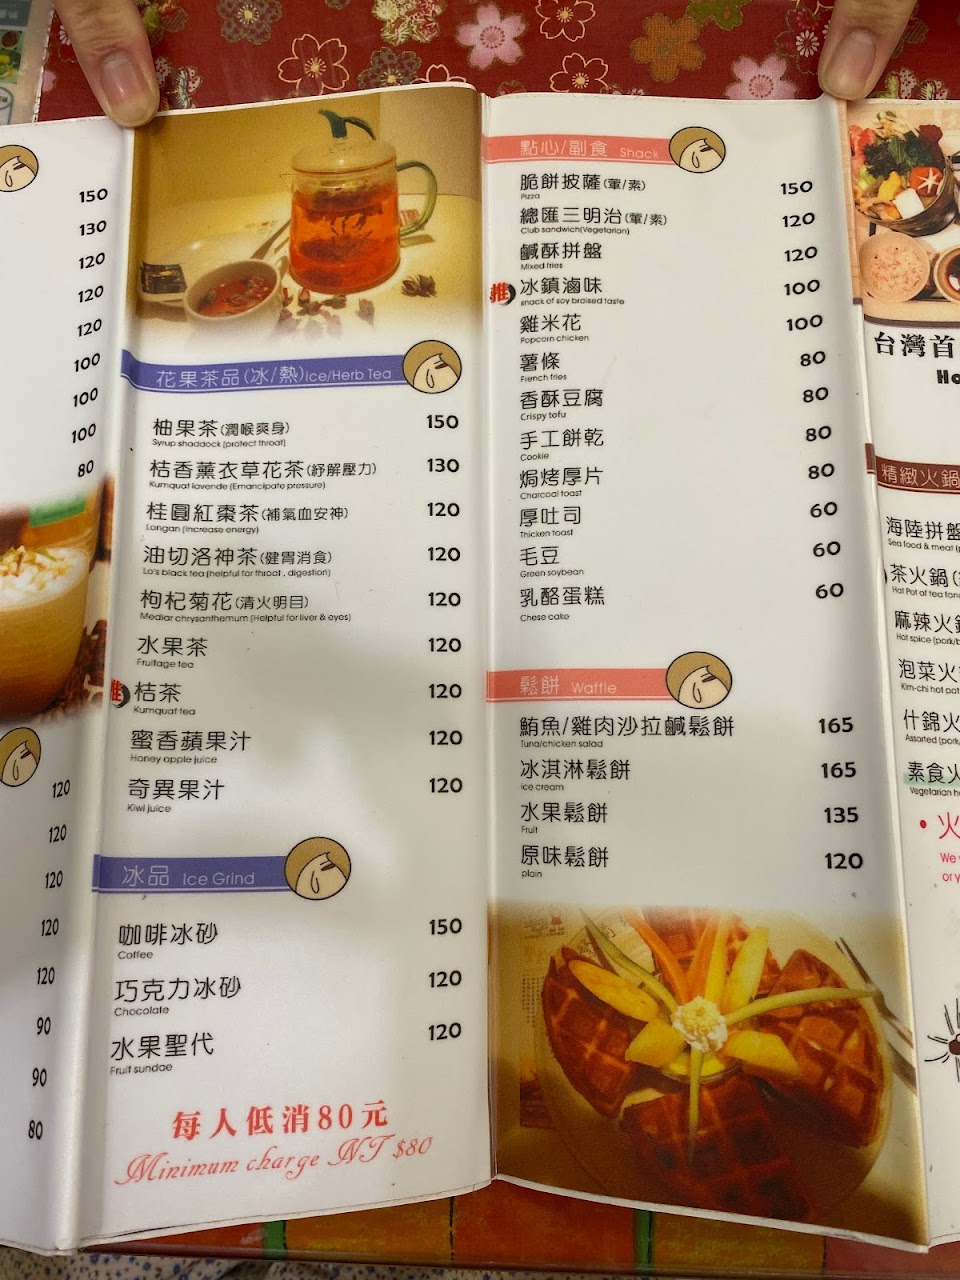 150
130
120
120
120
100
100
100
80
120
120
120
120
120
90
90
80
花果茶品(冰/熱)Ice/Herb Tea
柚果茶(潤喉爽身) 150
Syrup shaddock (protect throat)
桔香薰衣草花茶(紓解壓力) 130
Kumquat lavende (Emancipate pressure)
桂圓紅棗茶(補氣血安神) 120
Longan (increase energy)
油切洛神茶(健胃消食) 120
Lo's black tea (helpful for throat , digestion)
枸杞菊花(清火明目) 120
Medlar chrysanthemum (Helpful for liver & eyes)
水果茶 120
Fruitage tea
推 桔茶 120
Kumquat tea
蜜香蘋果汁 120
Honey apple juice
奇異果汁 120
Kiwi juice
冰品 Ice Grind
咖啡冰砂 150
Coffee
巧克力冰砂 120
Chocolate
水果聖代 120
Fruit sundae
每人低消80元
Minimum charge NT $80
點心/副食 Snack
脆餅披薩(葷/素) 150
Pizza
總匯三明治(葷/素) 120
Club sandwich(Vegetarian)
鹹酥拼盤 120
Mixed fries
推 冰鎮滷味 100
snack of soy braised taste
雞米花 100
Popcorn chicken
薯條 80
French fries
香酥豆腐 80
Crispy tofu
手工餅乾 80
Cookie
焗烤厚片 80
Charcoal toast
厚吐司 60
Thicken toast
毛豆 60
Green soybean
乳酪蛋糕 60
Chese cake
鬆餅 Waffle
鮪魚/雞肉沙拉鹹鬆餅 165
Tuna/chicken salad
冰淇淋鬆餅 165
ice cream
水果鬆餅 135
Fruit
原味鬆餅 120
plain
台灣首
Ho
精緻火鍋
海陸拼盤
Sea food & meat (p
茶火鍋(
Hot Pot of tea fond
麻辣火鍋
Hot spice (pork/b
泡菜火
Kim-chi hot pot
什錦火
Assorted (pork
素食火
Vegetarian h
• 火
We
or y